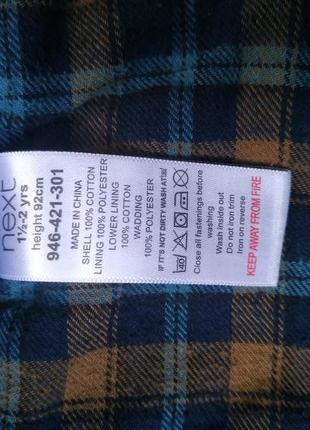 next
1½-2 yrs
height 92cm
946-421-301
MADE IN CHINA
SHELL 100% COTTON
LINING 100% POLYESTER
LOWER LINING
100% COTTON
WADDING
100% POLYESTER
IF IT'S NOT DIRTY WASH AT
40
Close all fastenings before
Wash
Wash inside out
Do not iron trim
Iron on reverse
KEEP AWAY FROM FIRE